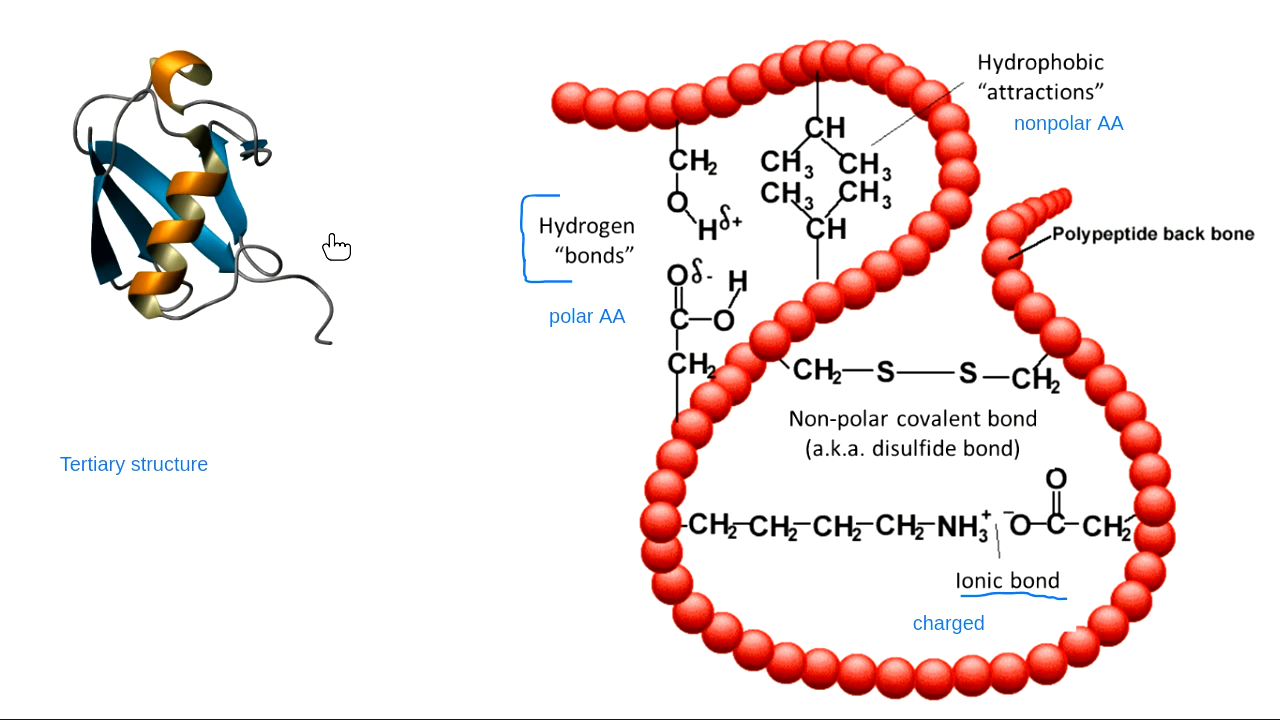 Hydrophobic
“attractions”
nonpolar AA
CH
CH₂
CH₃ CH₃
CH₃ CH₃
O
Hδ+
CH
Hydrogen
“bonds”
Polypeptide back bone
Oδ- H
polar AA
C—O
CH₂
CH₂—S—S—CH₂
Non-polar covalent bond
(a.k.a. disulfide bond)
Tertiary structure
O
-CH₂-CH₂-CH₂-CH₂-NH₃⁺ ⁻O-C-CH₂
Ionic bond
charged